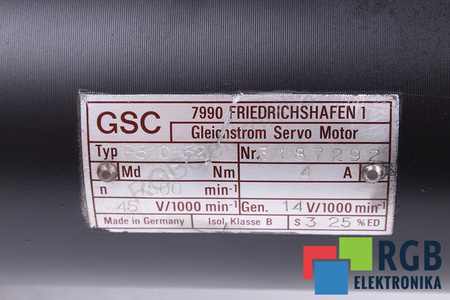 GSC
7990 FRIEDRICHSHAFEN 1
Gleichstrom Servo Motor
Typ Nr. 3187292
Md Nm 4 A
n min⁻¹
45 V/1000 min⁻¹ Gen. 14 V/1000 min⁻¹
Made in Germany Isol. Klasse B S 3 25 %ED
RGB
ELEKTRONIKA